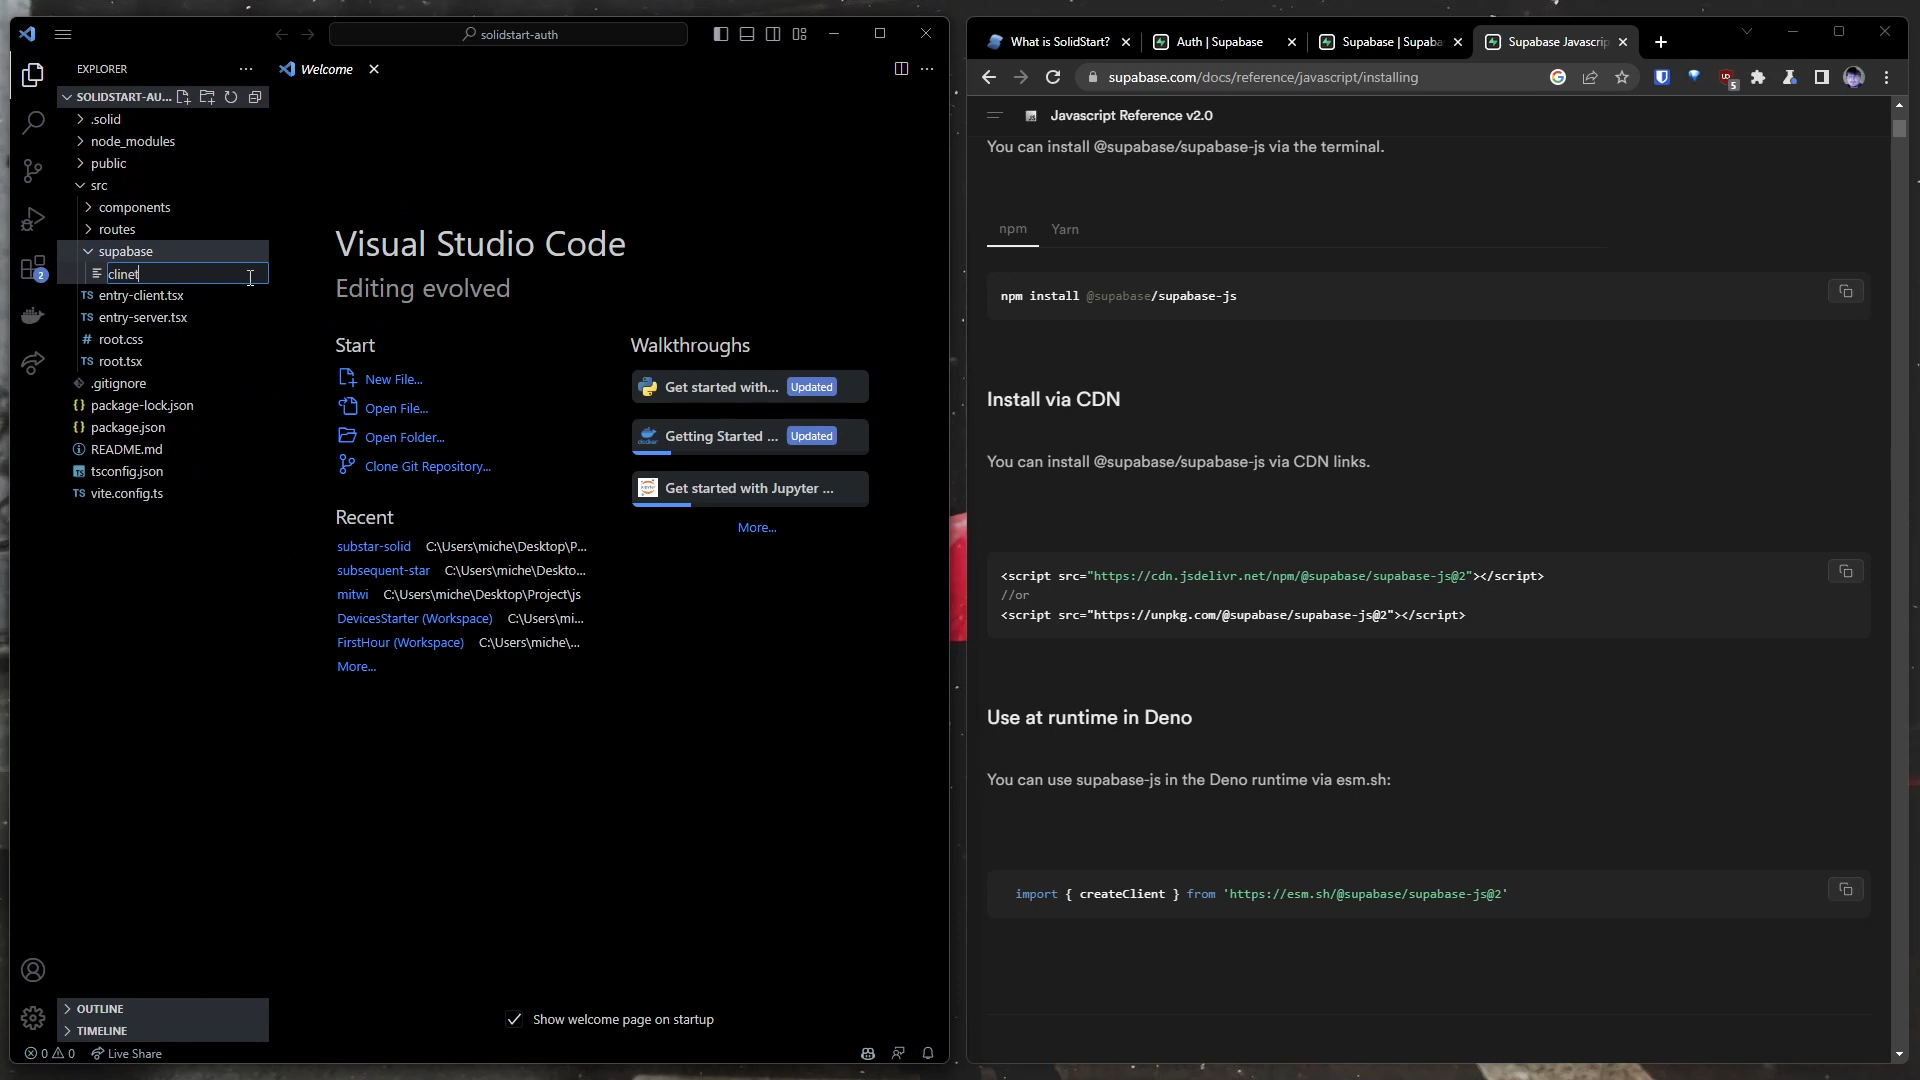 solidstart-auth
EXPLORER
SOLIDSTART-AU...
.solid
node_modules
public
src
components
routes
supabase
clinet
TS entry-client.tsx
TS entry-server.tsx
# root.css
TS root.tsx
.gitignore
{} package-lock.json
{} package.json
README.md
TS tsconfig.json
TS vite.config.ts
2
OUTLINE
TIMELINE
0 0 Live Share
Welcome
Visual Studio Code
Editing evolved
Start
New File...
Open File...
Open Folder...
Clone Git Repository...
Recent
substar-solid C:\Users\miche\Desktop\P...
subsequent-star C:\Users\miche\Deskto...
mitwi C:\Users\miche\Desktop\Project\js
DevicesStarter (Workspace) C:\Users\mi...
FirstHour (Workspace) C:\Users\miche\...
More...
Walkthroughs
Get started with... Updated
Getting Started ... Updated
Get started with Jupyter ...
More...
Show welcome page on startup
What is SolidStart?
Auth | Supabase
Supabase | Supaba
Supabase Javascrip
supabase.com/docs/reference/javascript/installing
5
Javascript Reference v2.0
You can install @supabase/supabase-js via the terminal.
npm Yarn
npm install @supabase/supabase-js
Install via CDN
You can install @supabase/supabase-js via CDN links.
<script src="https://cdn.jsdelivr.net/npm/@supabase/supabase-js@2"></script>
//or
<script src="https://unpkg.com/@supabase/supabase-js@2"></script>
Use at runtime in Deno
You can use supabase-js in the Deno runtime via esm.sh:
import { createClient } from 'https://esm.sh/@supabase/supabase-js@2'